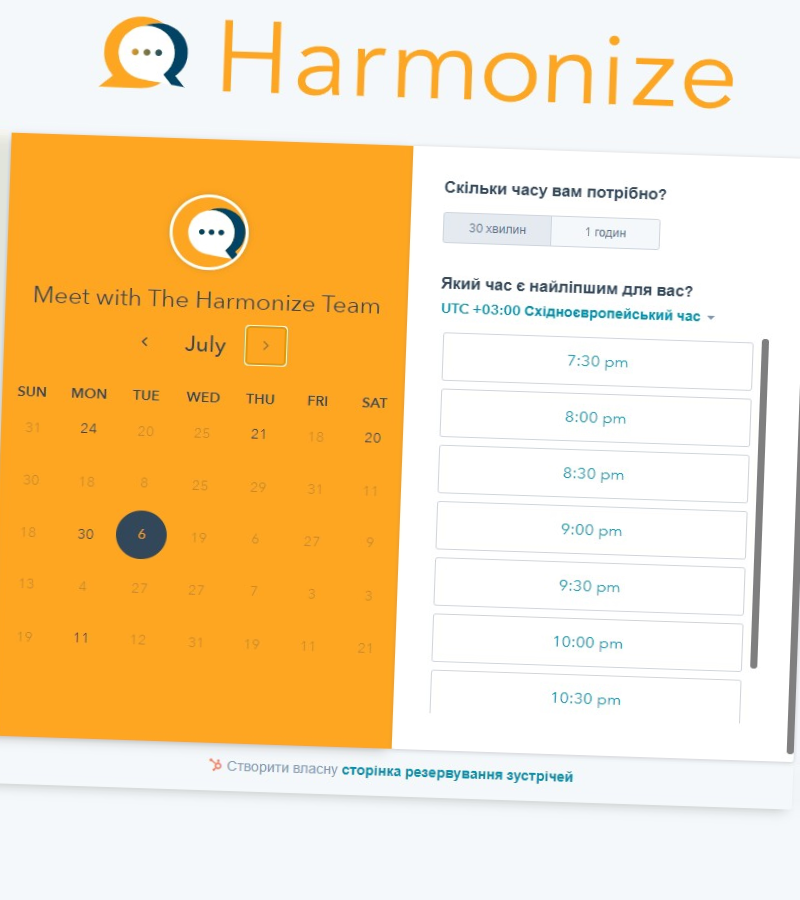 Harmonize
Meet with The Harmonize Team
July
SUN MON TUE WED THU FRI SAT
31 24 20 25 21 18 20
30 18 8 25 29 31 11
18 30 6 19 6 27 9
13 4 27 27 7 3 3
19 11 12 31 19 11 21
Скільки часу вам потрібно?
30 хвилин 1 годин
Який час є найліпшим для вас?
UTC +03:00 Східноєвропейський час
7:30 pm
8:00 pm
8:30 pm
9:00 pm
9:30 pm
10:00 pm
10:30 pm
Створити власну сторінка резервування зустрічей